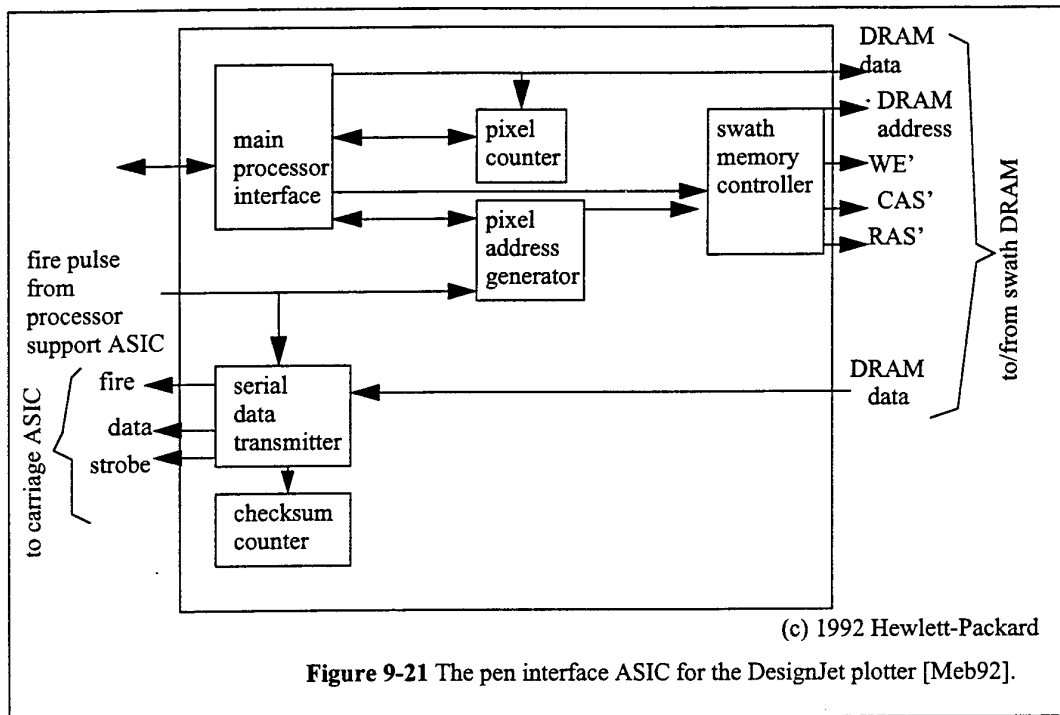 DRAM
data
DRAM
address
WE'
CAS'
RAS'
to/from swath DRAM
main
processor
interface
pixel
counter
swath
memory
controller
pixel
address
generator
fire pulse
from
processor
support ASIC
fire
data
strobe
to carriage ASIC
serial
data
transmitter
DRAM
data
checksum
counter
(c) 1992 Hewlett-Packard
Figure 9-21 The pen interface ASIC for the DesignJet plotter [Meb92].